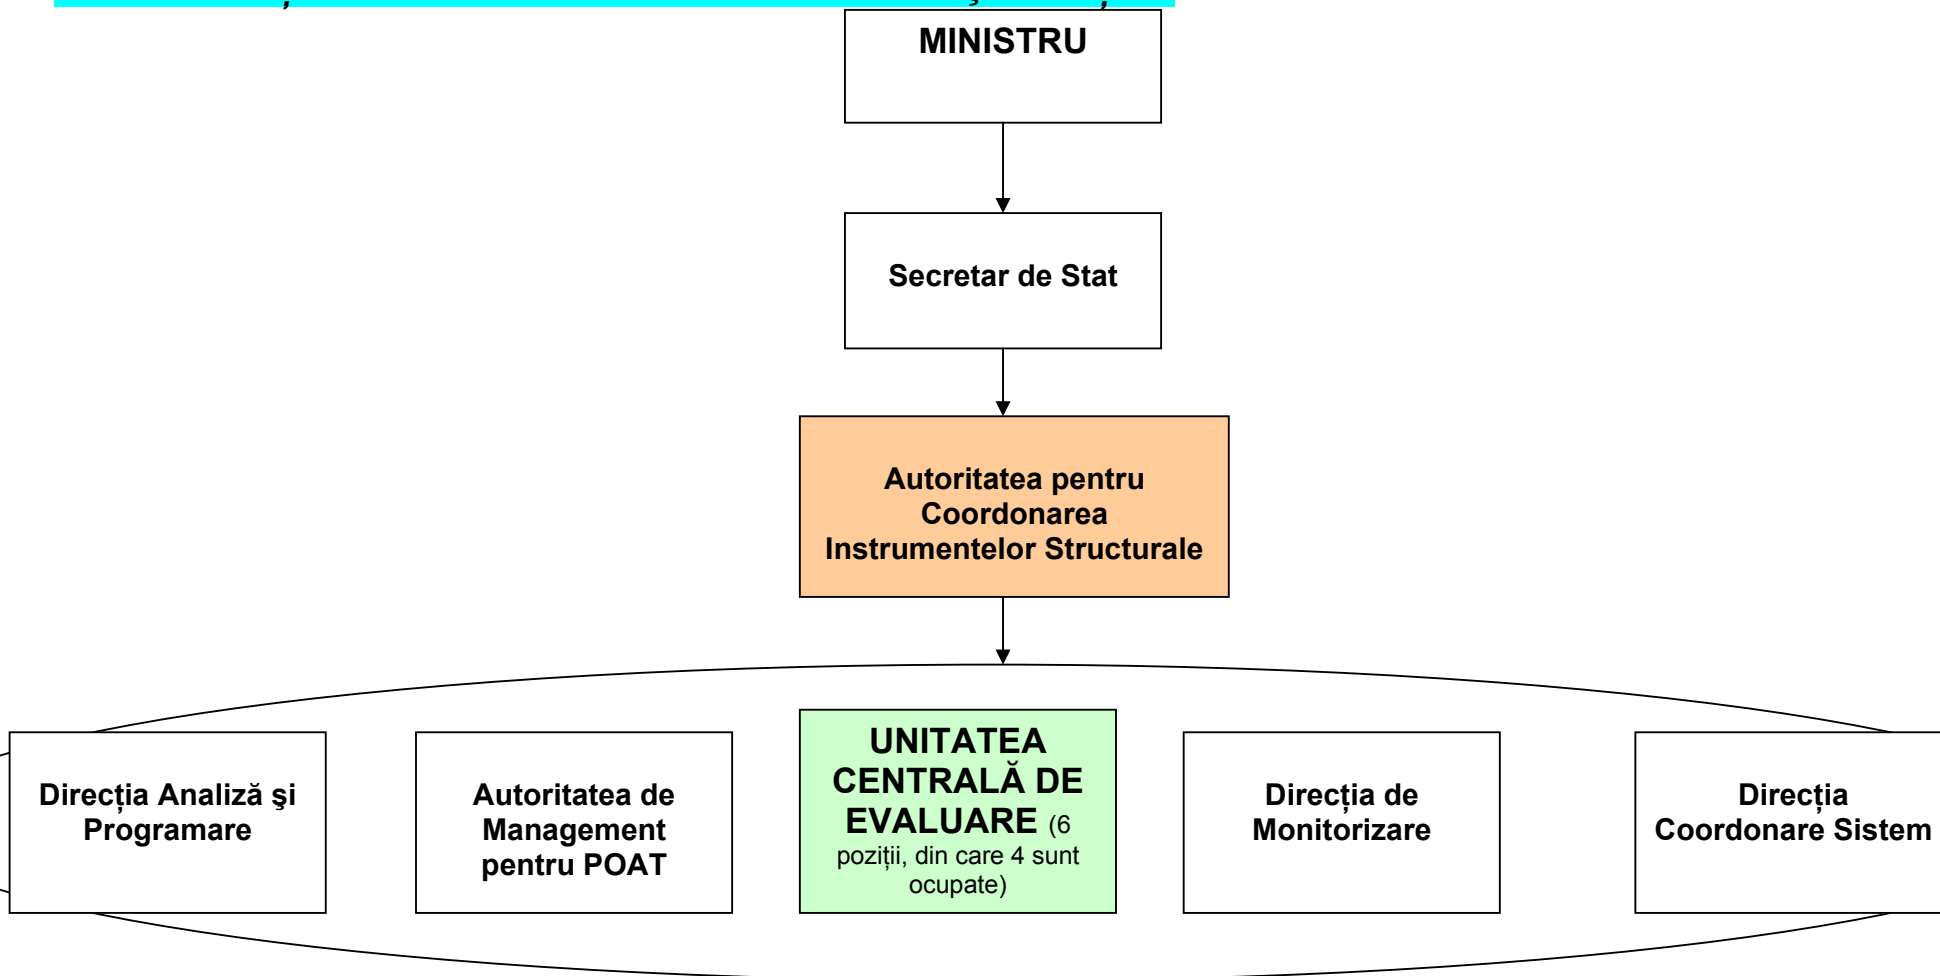 MINISTRU
Secretar de Stat
Autoritatea pentru
Coordonarea
Instrumentelor Structurale
Direcția Analiză şi
Programare
Autoritatea de
Management
pentru POAT
UNITATEA
CENTRALĂ DE
EVALUARE (6
poziții, din care 4 sunt
ocupate)
Direcția de
Monitorizare
Direcția
Coordonare Sistem